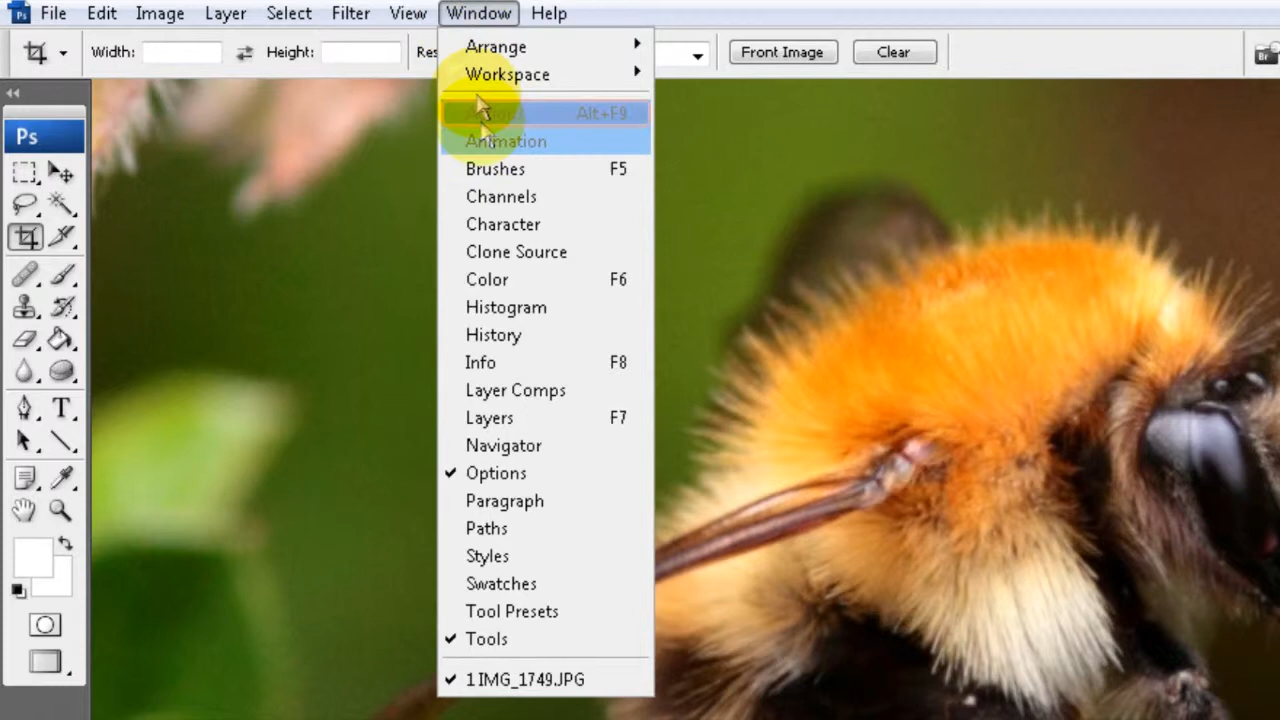 Ps File Edit Image Layer Select Filter View Window Help
Width: Height: Res Front Image Clear Br
Arrange
Workspace
Ps
Alt+F9
Animation
Brushes F5
Channels
Character
Clone Source
Color F6
Histogram
History
Info F8
Layer Comps
Layers F7
Navigator
Options
Paragraph
Paths
Styles
Swatches
Tool Presets
Tools
1 IMG_1749.JPG